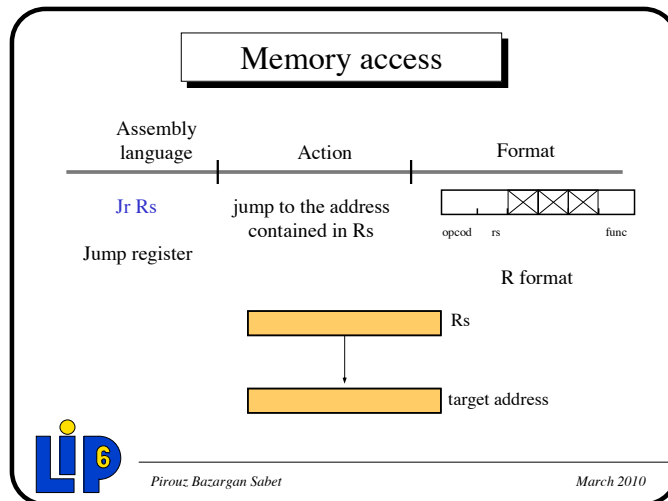 Memory access
Assembly
language
Action
Format
Jr Rs
jump to the address
contained in Rs
opcod
rs
func
Jump register
R format
Rs
target address
LIP6
Pirouz Bazargan Sabet
March 2010